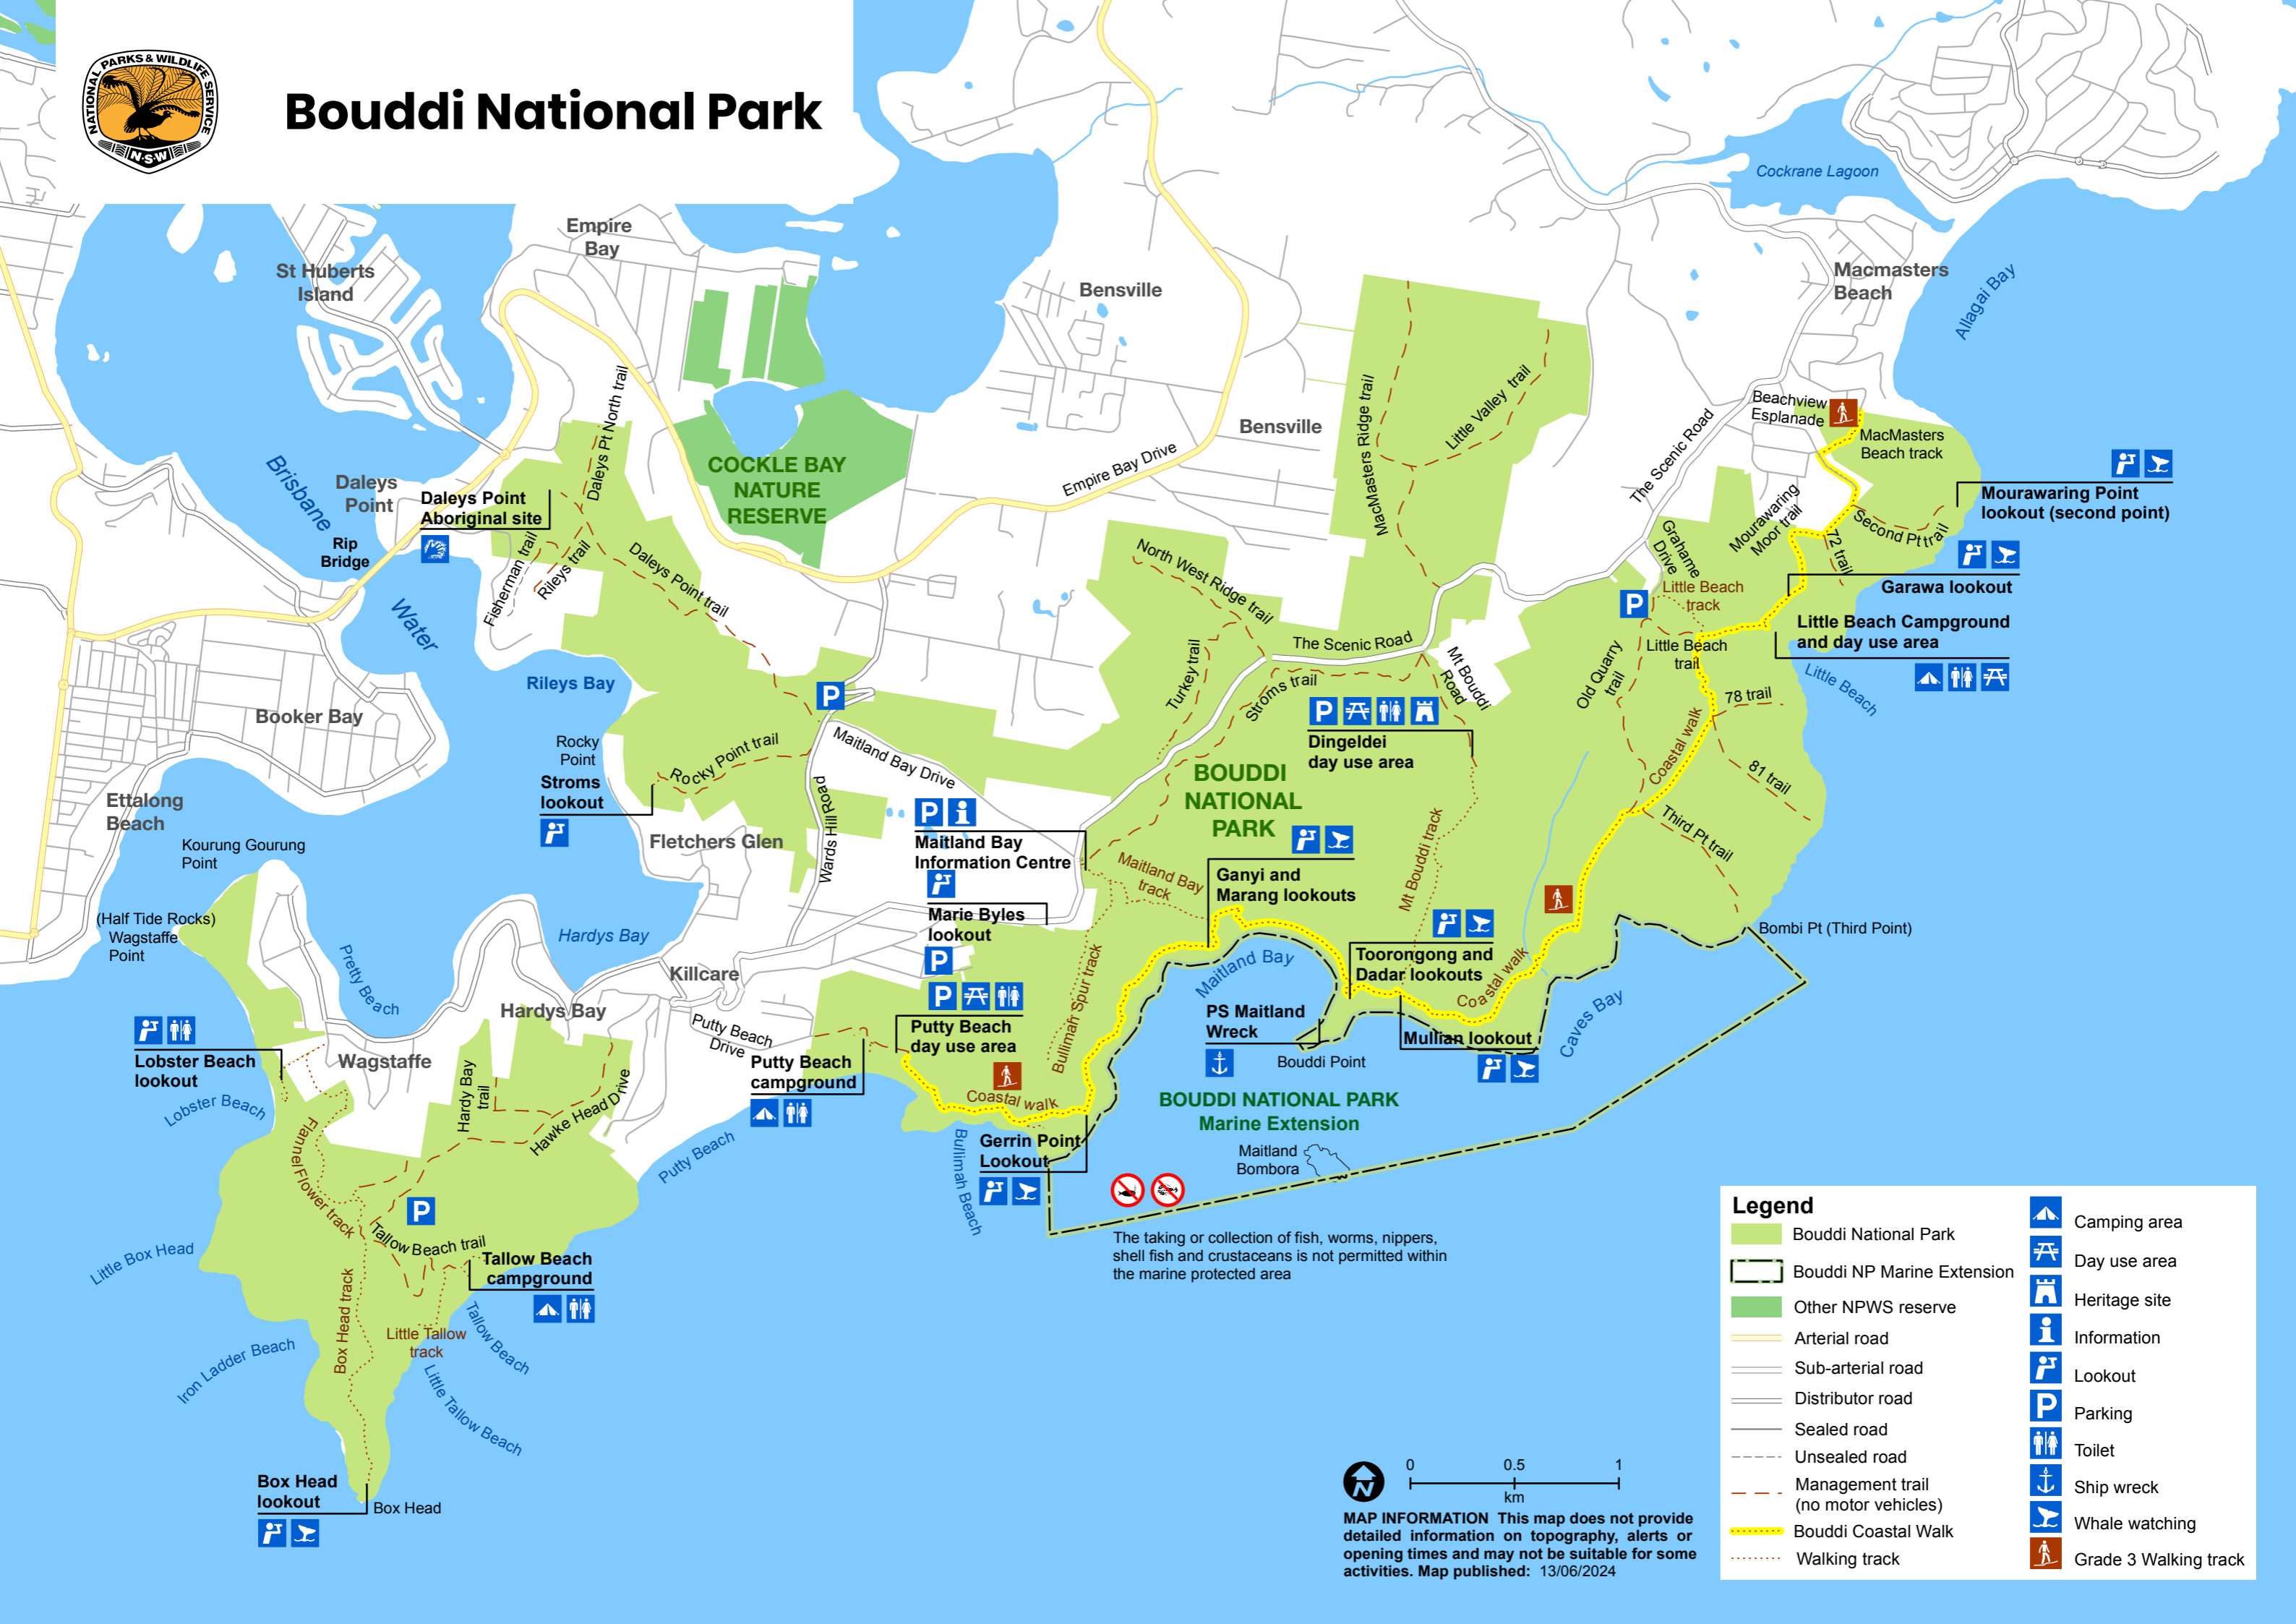 NATIONAL PARKS & WILDLIFE SERVICE
N·S·W
Bouddi National Park
Empire
Bay
St Huberts
Island
Cockrane Lagoon
Bensville
Macmasters
Beach
Allagai Bay
Daleys Pt North trail
Bensville
MacMasters Ridge trail
Little Valley trail
The Scenic Road
Beachview
Esplanade
MacMasters
Beach track
Brisbane
Water
Daleys
Point
Daleys Point
Aboriginal site
Rip
Bridge
COCKLE BAY
NATURE
RESERVE
Empire Bay Drive
Mourawaring Point
lookout (second point)
Mourawaring
Moor trail
Second Pt trail
72 trail
Grahame
Drive
Garawa lookout
Fisherman trail
Rileys trail
Daleys Point trail
North West Ridge trail
Little Beach
track
Little Beach Campground
and day use area
Little Beach
trail
Little Beach
The Scenic Road
Turkey trail
Stroms trail
Mt Bouddi
Road
Old Quarry
trail
78 trail
Coastal walk
81 trail
Third Pt trail
Rileys Bay
Booker Bay
P
Rocky
Point
Rocky Point trail
Stroms
lookout
Maitland Bay Drive
Wards Hill Road
Dingeldei
day use area
BOUDDI
NATIONAL
PARK
Ettalong
Beach
Kourung Gourung
Point
Fletchers Glen
Maitland Bay
Information Centre
Maitland Bay
track
Ganyi and
Marang lookouts
Mt Bouddi track
Marie Byles
lookout
(Half Tide Rocks)
Wagstaffe
Point
Pretty Beach
Hardys Bay
Killcare
Bombi Pt (Third Point)
Toorongong and
Dadar lookouts
Coastal walk
Maitland Bay
Bullimah Spur track
PS Maitland
Wreck
Mullian lookout
Caves Bay
Bouddi Point
Hardys Bay
Putty Beach
Drive
Putty Beach
day use area
Putty Beach
campground
Coastal walk
Lobster Beach
lookout
Lobster Beach
Wagstaffe
Hardy Bay
trail
Hawke Head Drive
Putty Beach
Bullimah Beach
Gerrin Point
Lookout
BOUDDI NATIONAL PARK
Marine Extension
Maitland
Bombora
The taking or collection of fish, worms, nippers,
shell fish and crustaceans is not permitted within
the marine protected area
Flannel Flower track
Tallow Beach trail
Tallow Beach
campground
Little Box Head
Box Head track
Little Tallow
track
Tallow Beach
Iron Ladder Beach
Little Tallow Beach
Box Head
lookout
Box Head
N
0 0.5 1
km
MAP INFORMATION This map does not provide
detailed information on topography, alerts or
opening times and may not be suitable for some
activities. Map published: 13/06/2024
Legend
Bouddi National Park
Bouddi NP Marine Extension
Other NPWS reserve
Arterial road
Sub-arterial road
Distributor road
Sealed road
Unsealed road
Management trail
(no motor vehicles)
Bouddi Coastal Walk
Walking track
Camping area
Day use area
Heritage site
Information
Lookout
Parking
Toilet
Ship wreck
Whale watching
Grade 3 Walking track